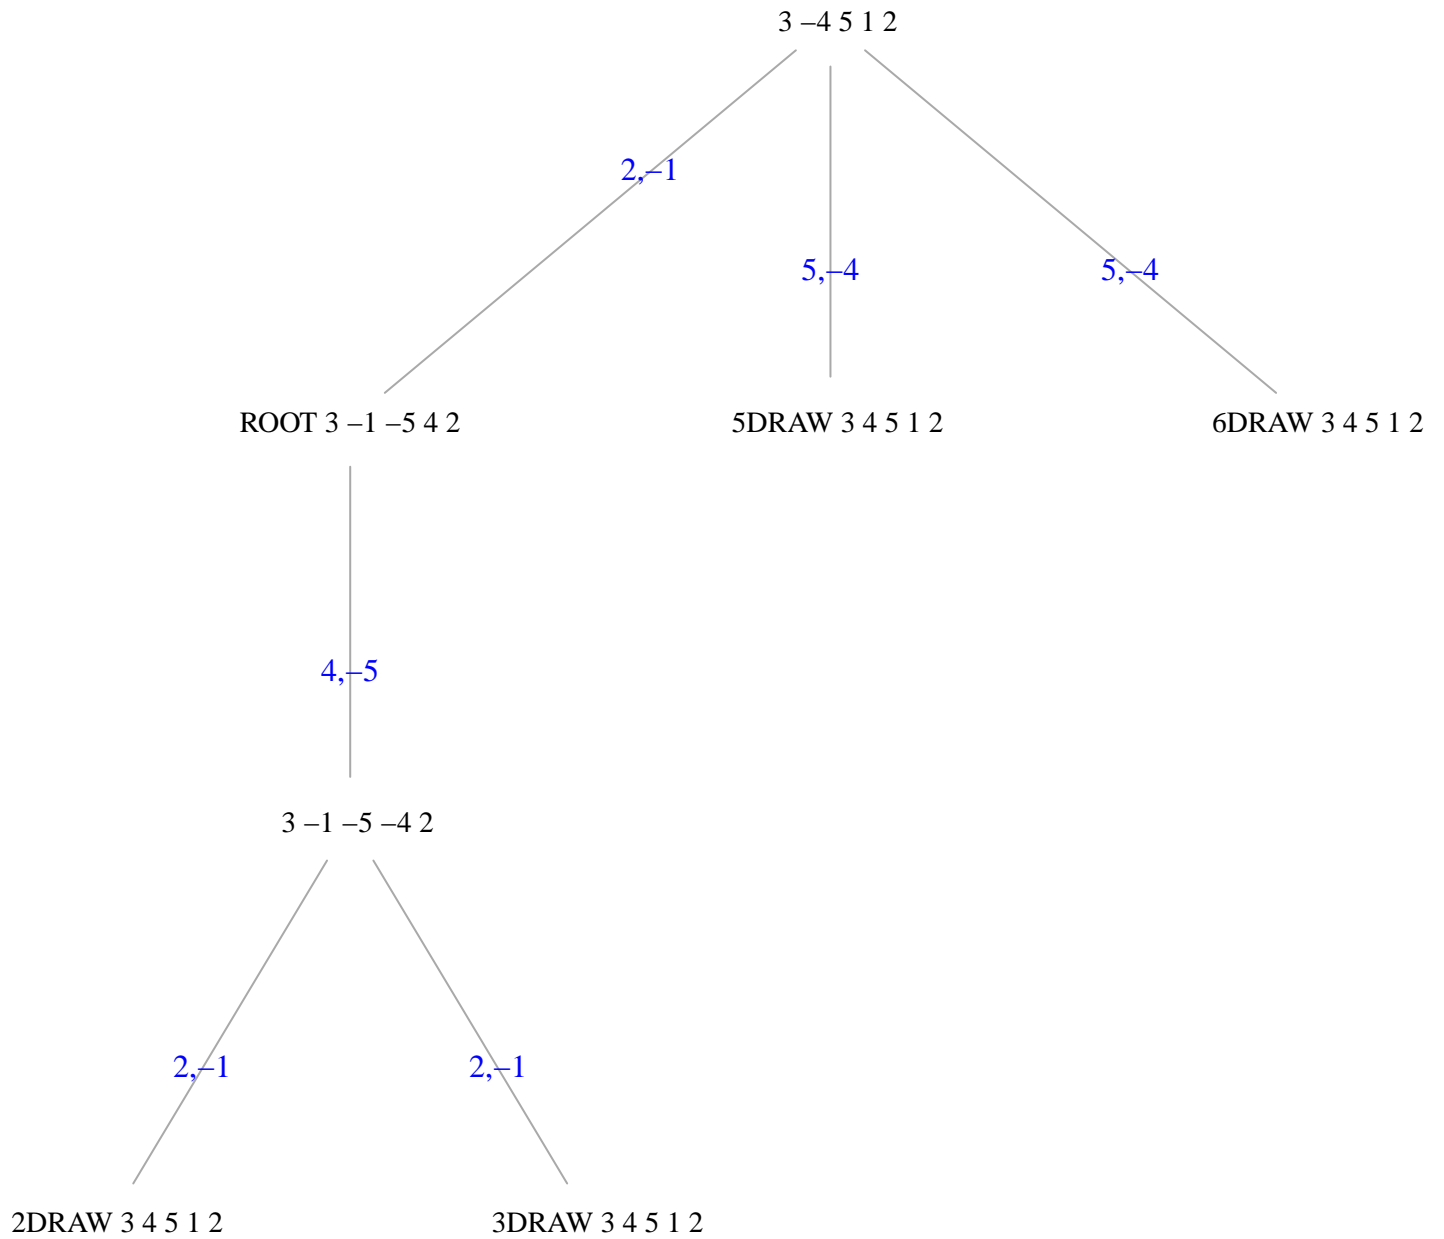 3 –4 5 1 2
2,–1
5,–4
5,–4
ROOT 3 –1 –5 4 2
5DRAW 3 4 5 1 2
6DRAW 3 4 5 1 2
4,–5
3 –1 –5 –4 2
2,–1
2,–1
2DRAW 3 4 5 1 2
3DRAW 3 4 5 1 2